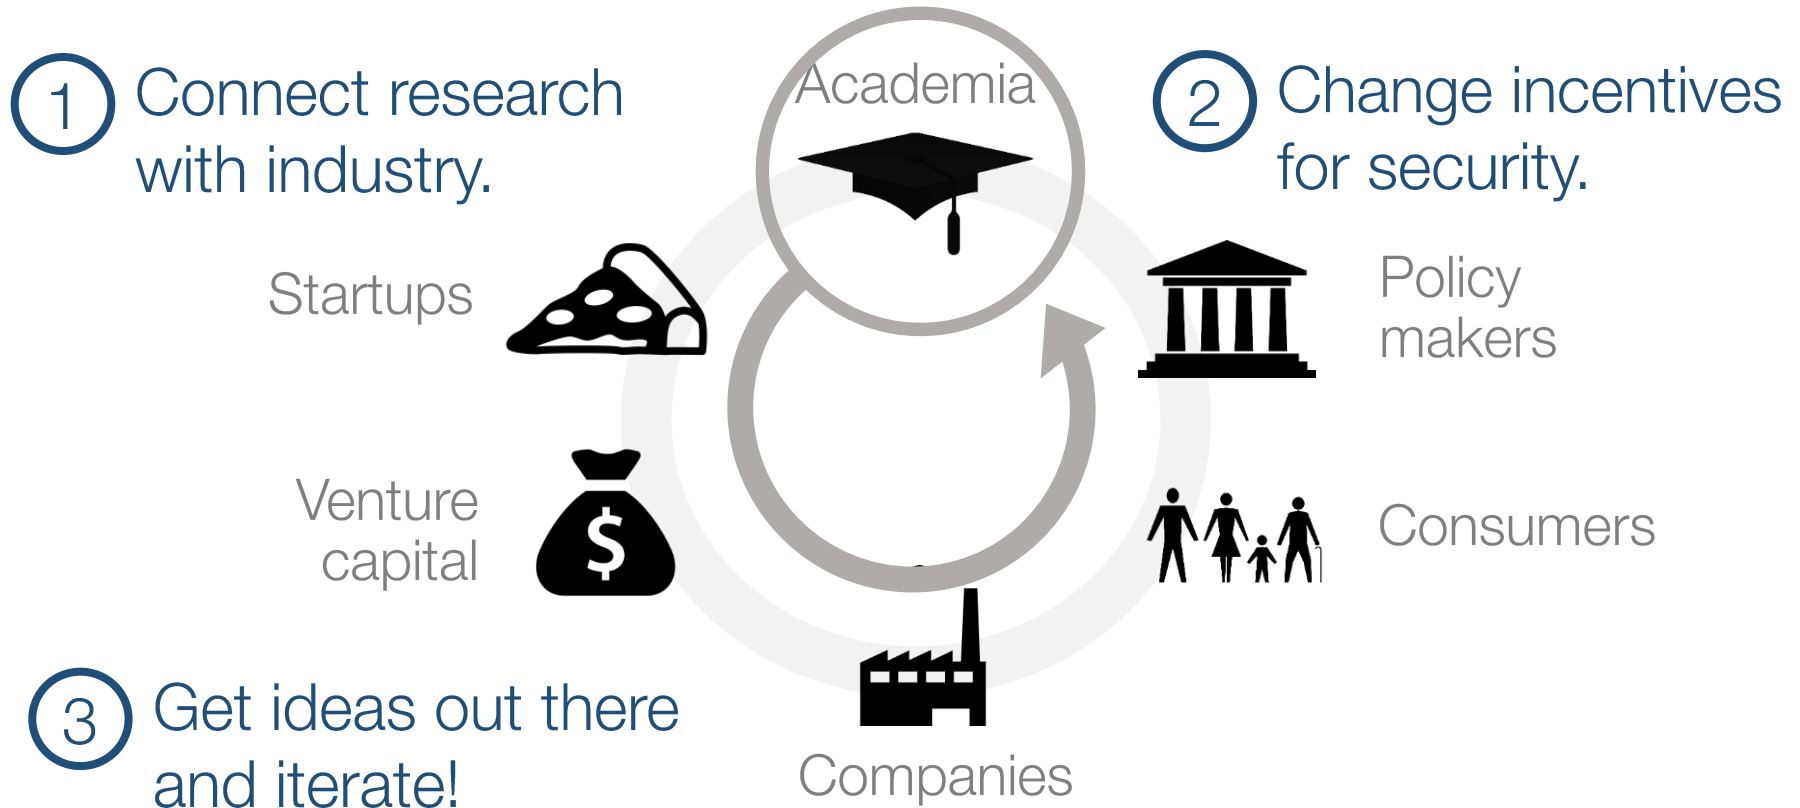 1
Connect research
with industry.
Academia
2
Change incentives
for security.
Startups
Policy
makers
Venture
capital
$
Consumers
3
Get ideas out there
and iterate!
Companies